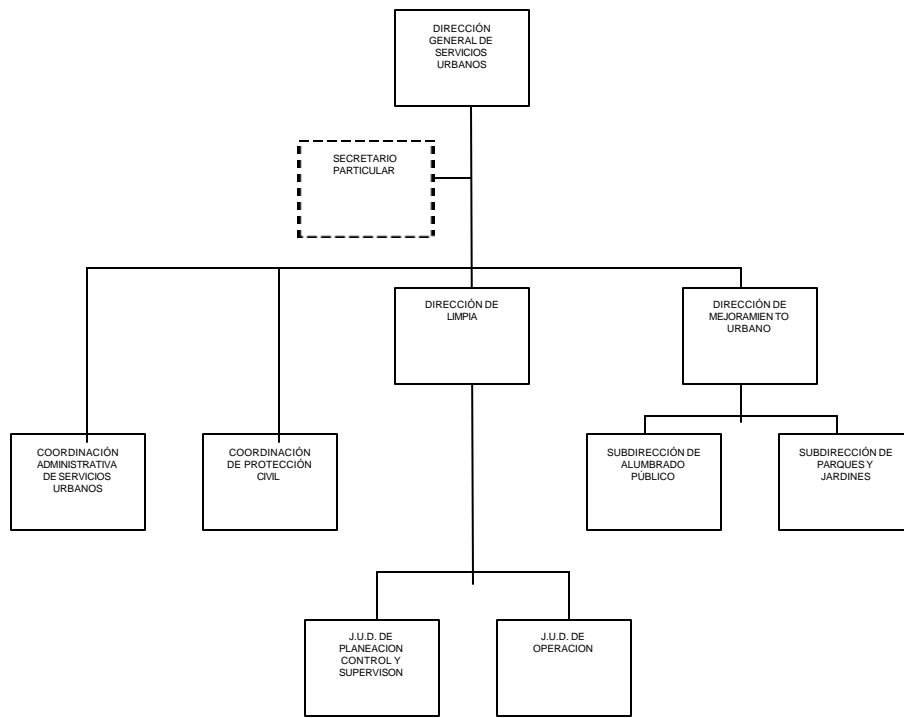 DIRECCIÓN
GENERAL DE
SERVICIOS
URBANOS
SECRETARIO
PARTICULAR
DIRECCIÓN DE
LIMPIA
DIRECCIÓN DE
MEJORAMIEN TO
URBANO
COORDINACIÓN
ADMINISTRATIVA
DE SERVICIOS
URBANOS
COORDINACIÓN
DE PROTECCIÓN
CIVIL
SUBDIRECCIÓN DE
ALUMBRADO
PÚBLICO
SUBDIRECCIÓN DE
PARQUES Y
JARDINES
J.U.D. DE
PLANEACION
CONTROL Y
SUPERVISON
J.U.D. DE
OPERACION